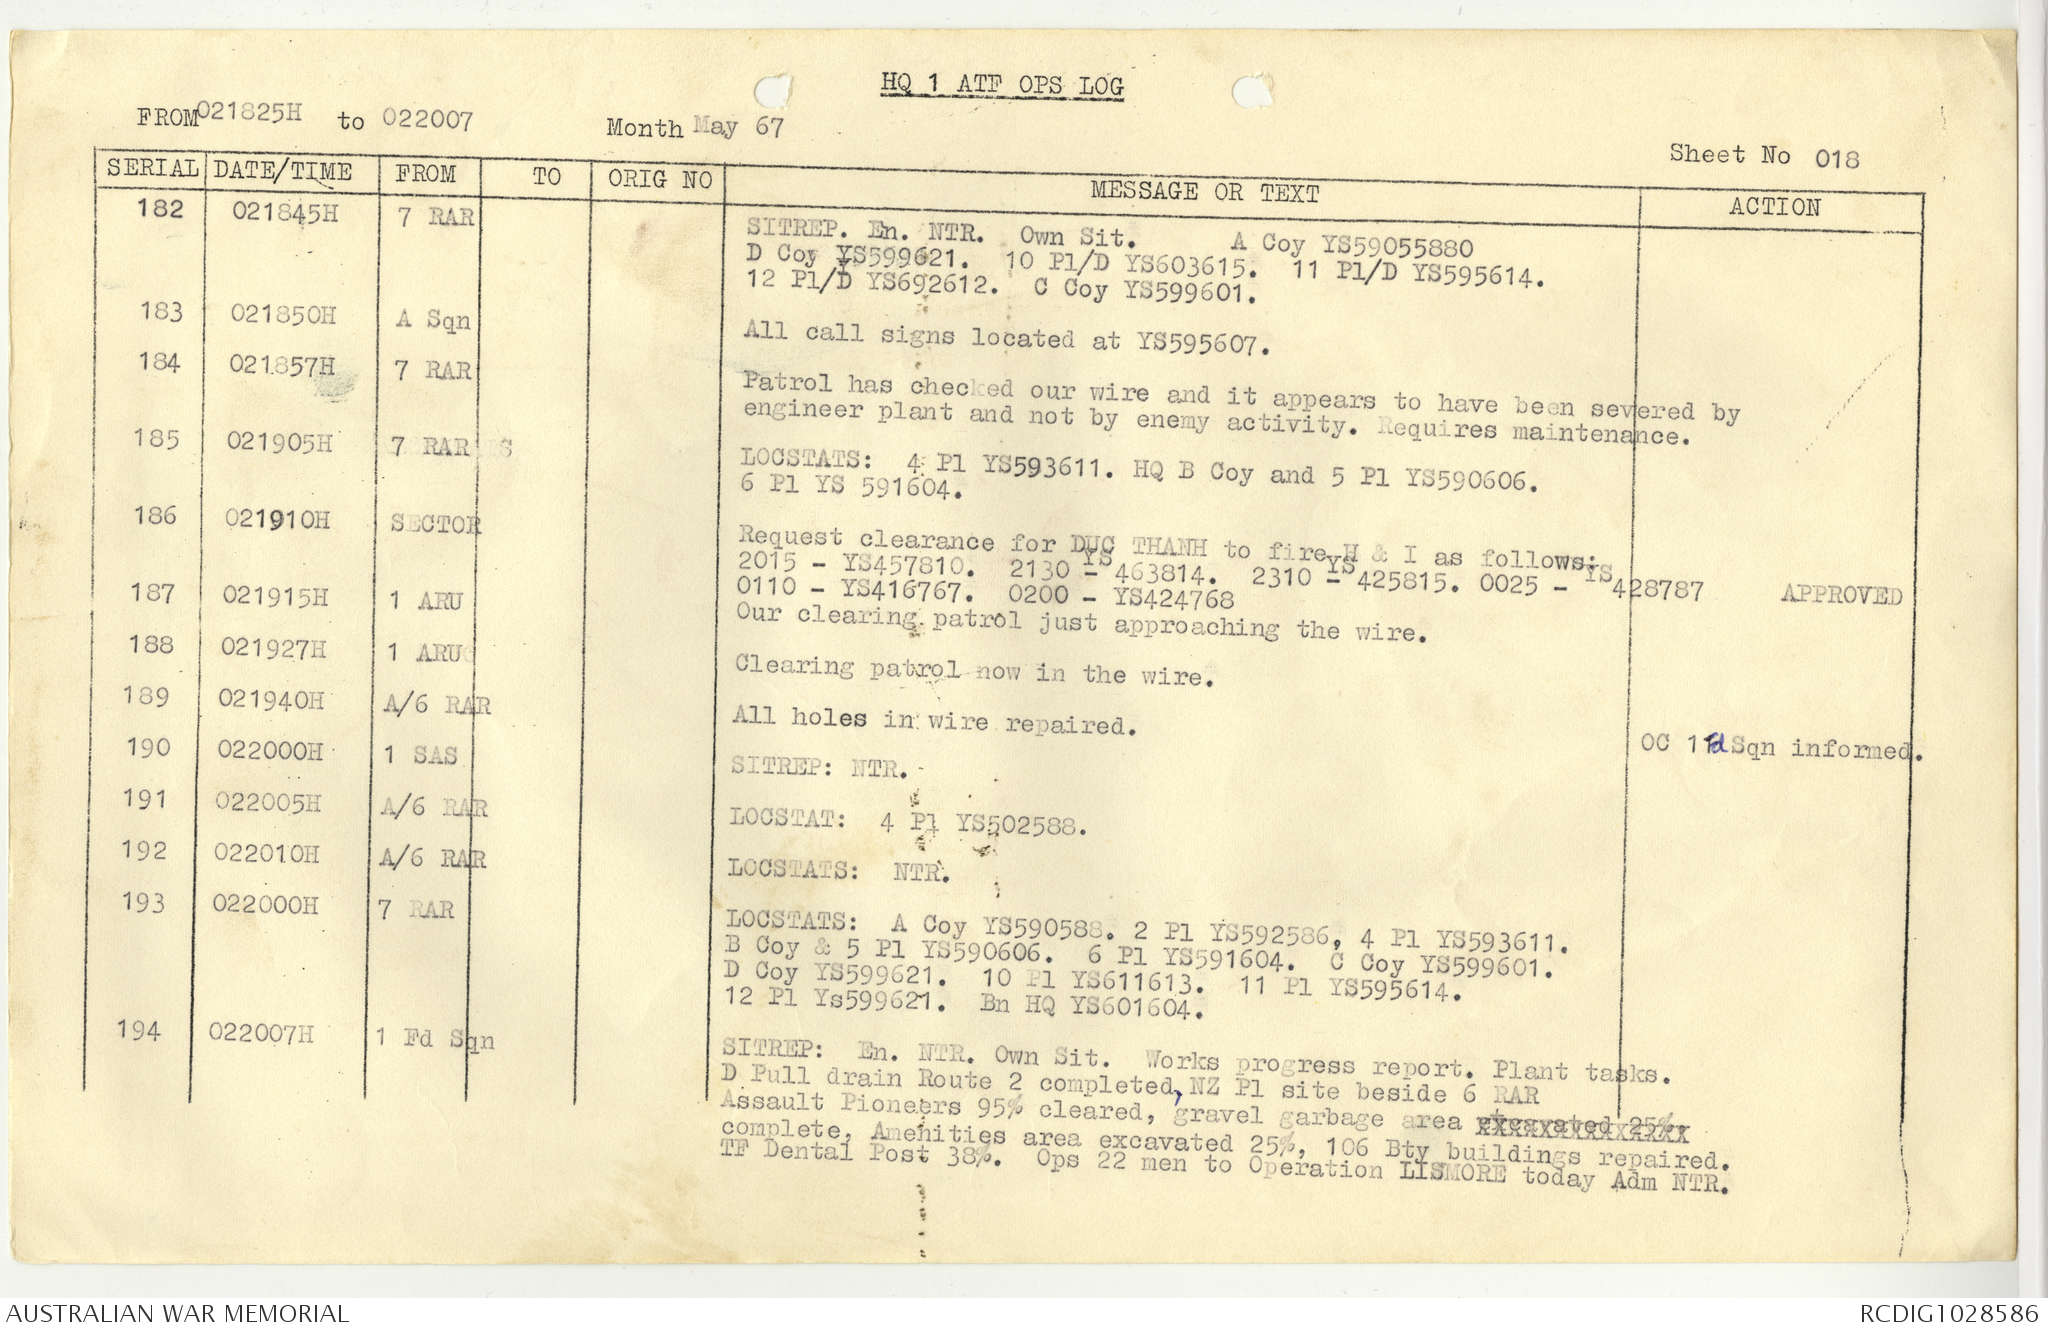 HQ 1 ATF OPS LOG
FROM 021825H to 022007 Month May 67
Sheet No 018
SERIAL DATE/TIME FROM TO ORIG NO MESSAGE OR TEXT ACTION
182 021845H 7 RAR SITREP. En. NTR. Own Sit. A Coy YS59055880
D Coy YS599621. 10 Pl/D YS603615. 11 Pl/D YS595614.
12 Pl/D YS692612. C Coy YS599601.
183 021850H A Sqn All call signs located at YS595607.
184 021857H 7 RAR Patrol has checked our wire and it appears to have been severed by
engineer plant and not by enemy activity. Requires maintenance.
185 021905H 7 RAR LOCSTATS: 4 Pl YS593611. HQ B Coy and 5 Pl YS590606.
6 Pl YS 591604.
186 021910H SECTOR Request clearance for DUC THANH to fire H & I as follows:
2015 - YS457810. 2130 - YS 463814. 2310 - YS 425815. 0025 - YS 428787 APPROVED
0110 - YS416767. 0200 - YS424768
187 021915H 1 ARU Our clearing patrol just approaching the wire.
188 021927H 1 ARU Clearing patrol now in the wire.
189 021940H A/6 RAR All holes in wire repaired. OC 1 Fd Sqn informed.
190 022000H 1 SAS SITREP: NTR.
191 022005H A/6 RAR LOCSTAT: 4 Pl YS502588.
192 022010H A/6 RAR LOCSTATS: NTR.
193 022000H 7 RAR LOCSTATS: A Coy YS590588. 2 Pl YS592586, 4 Pl YS593611.
B Coy & 5 Pl YS590606. 6 Pl YS591604. C Coy YS599601.
D Coy YS599621. 10 Pl YS611613. 11 Pl YS595614.
12 Pl Ys599621. Bn HQ YS601604.
194 022007H 1 Fd Sqn SITREP: En. NTR. Own Sit. Works progress report. Plant tasks.
D Pull drain Route 2 completed, NZ Pl site beside 6 RAR
Assault Pioneers 95% cleared, gravel garbage area
complete, Amenities area excavated 25%, 106 Bty buildings repaired.
TF Dental Post 38%. Ops 22 men to Operation LISMORE today Adm NTR.
AUSTRALIAN WAR MEMORIAL
RCDIG1028586